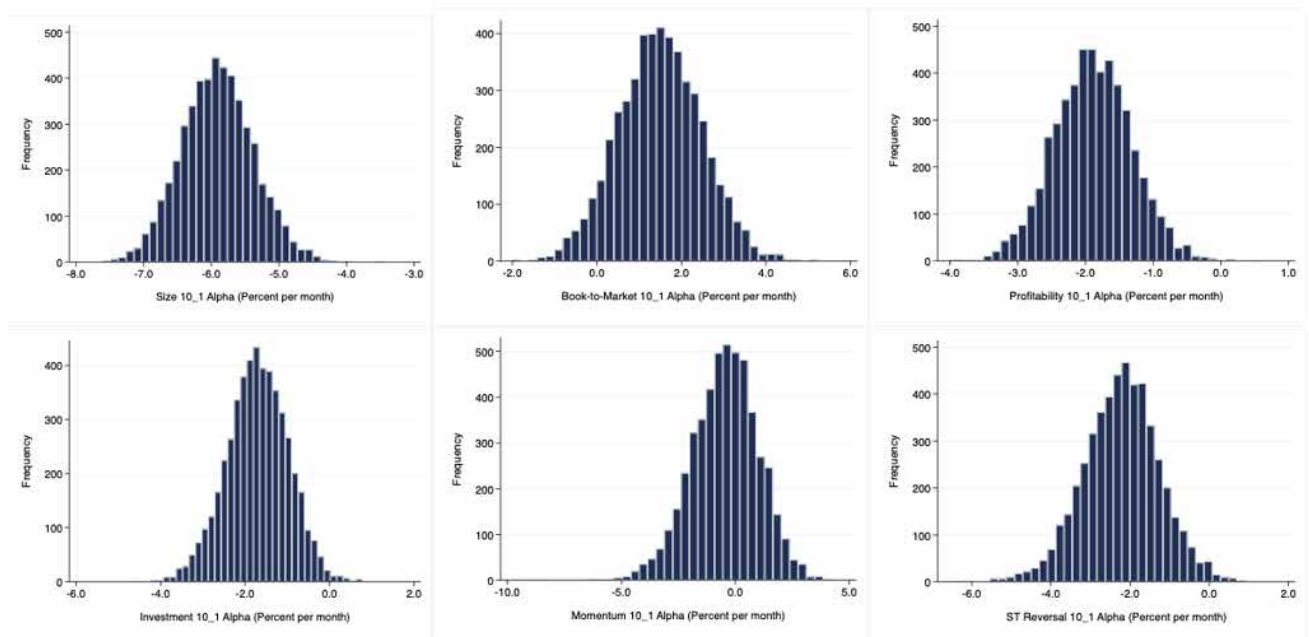 500
400
300
200
100
0
Frequency
-8.0 -7.0 -6.0 -5.0 -4.0 -3.0
Size 10_1 Alpha (Percent per month)
400
300
200
100
0
Frequency
-2.0 0.0 2.0 4.0 6.0
Book-to-Market 10_1 Alpha (Percent per month)
500
400
300
200
100
0
Frequency
-4.0 -3.0 -2.0 -1.0 0.0 1.0
Profitability 10_1 Alpha (Percent per month)
400
300
200
100
0
Frequency
-6.0 -4.0 -2.0 0.0 2.0
Investment 10_1 Alpha (Percent per month)
500
400
300
200
100
0
Frequency
-10.0 -5.0 0.0 5.0
Momentum 10_1 Alpha (Percent per month)
500
400
300
200
100
0
Frequency
-6.0 -4.0 -2.0 0.0 2.0
ST Reversal 10_1 Alpha (Percent per month)